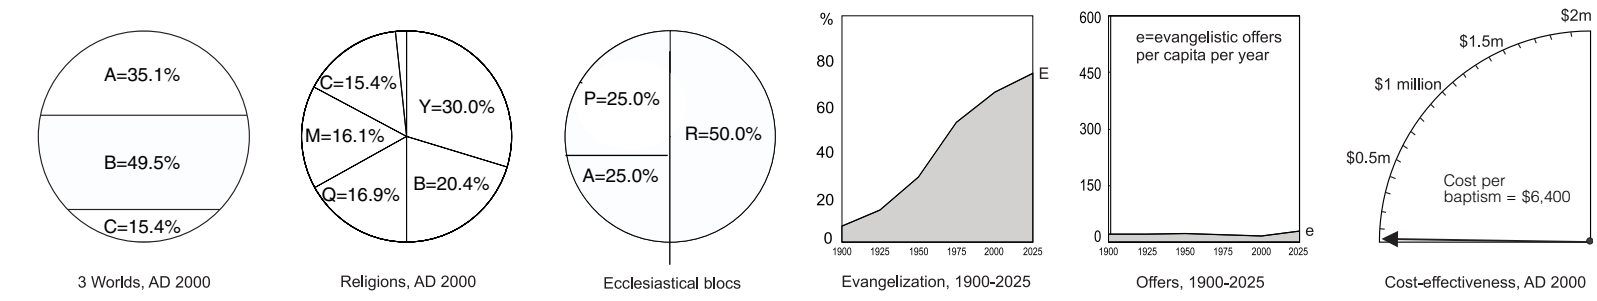 A=35.1%
B=49.5%
C=15.4%
3 Worlds, AD 2000
C=15.4%
Y=30.0%
M=16.1%
Q=16.9%
B=20.4%
Religions, AD 2000
P=25.0%
R=50.0%
A=25.0%
Ecclesiastical blocs
%
80
60
40
20
0
E
1900 1925 1950 1975 2000 2025
Evangelization, 1900-2025
600
450
300
150
0
e=evangelistic offers
per capita per year
e
1900 1925 1950 1975 2000 2025
Offers, 1900-2025
$2m
$1.5m
$1 million
$0.5m
Cost per
baptism = $6,400
Cost-effectiveness, AD 2000